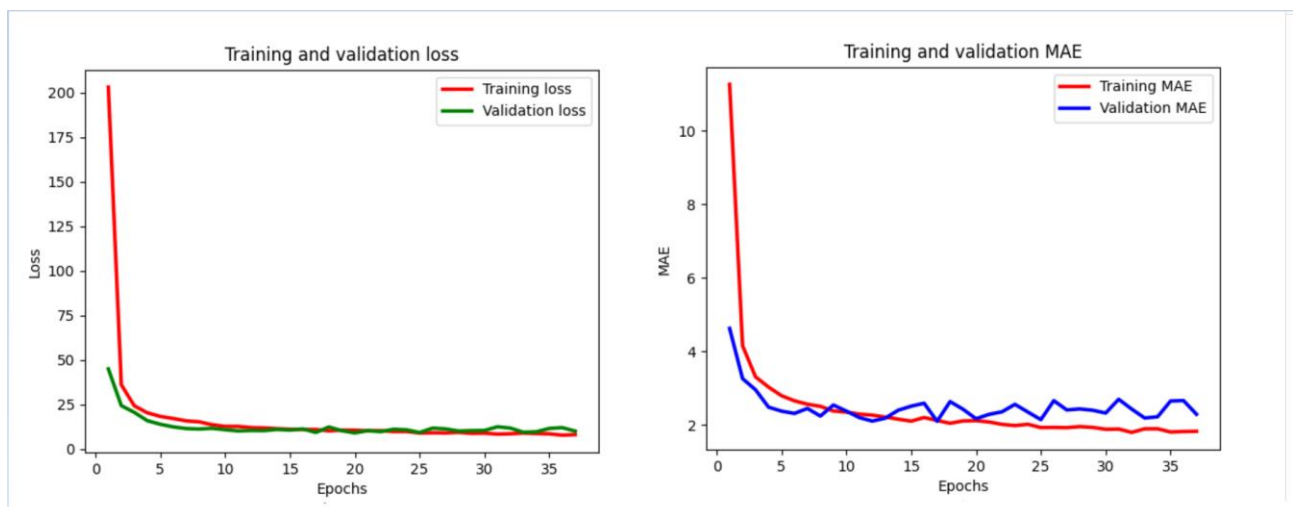 Training and validation loss
Training loss
Validation loss
200
175
150
125
100
75
50
25
0
Loss
0 5 10 15 20 25 30 35
Epochs
Training and validation MAE
Training MAE
Validation MAE
10
8
6
4
2
MAE
0 5 10 15 20 25 30 35
Epochs